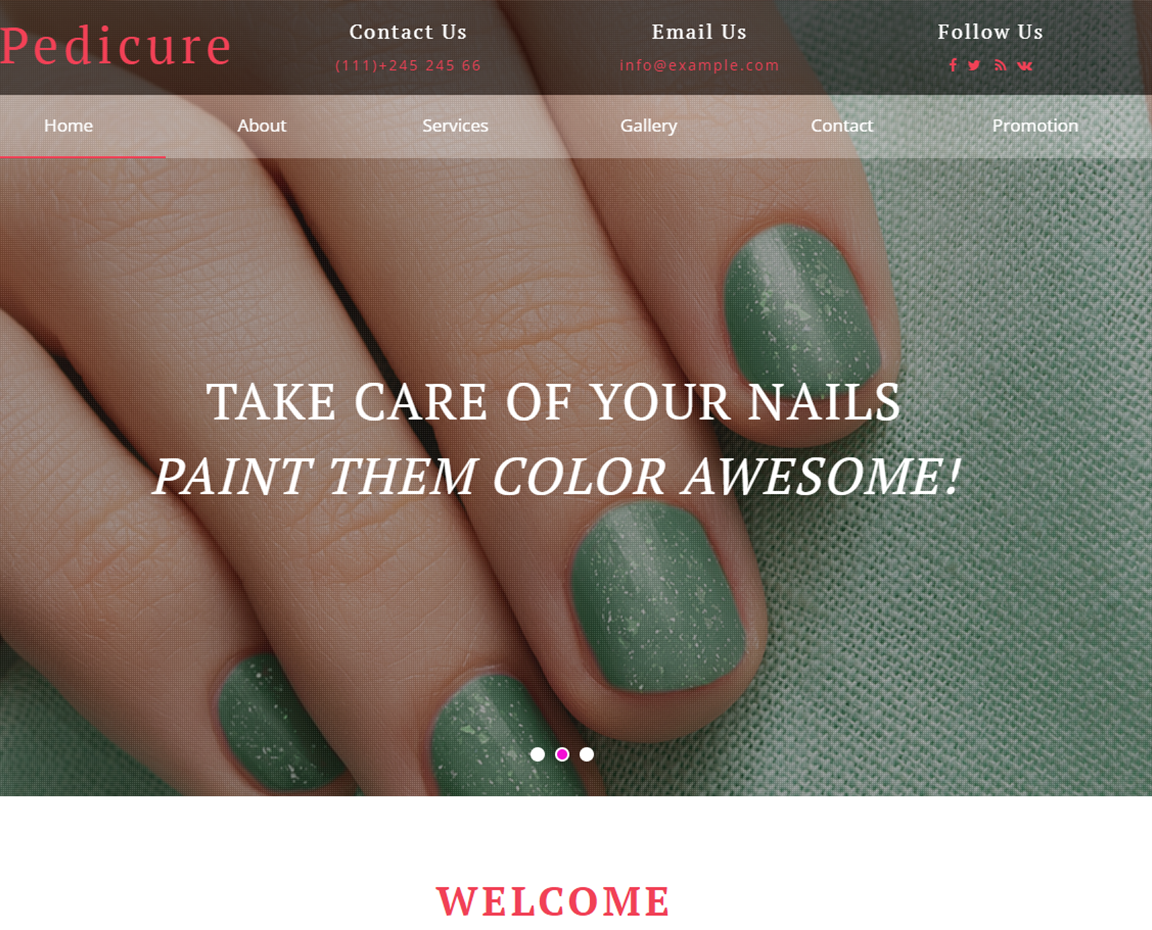 Pedicure
Contact Us
(111)+245 245 66
Email Us
info@example.com
Follow Us
Home About Services Gallery Contact Promotion
TAKE CARE OF YOUR NAILS
PAINT THEM COLOR AWESOME!
WELCOME